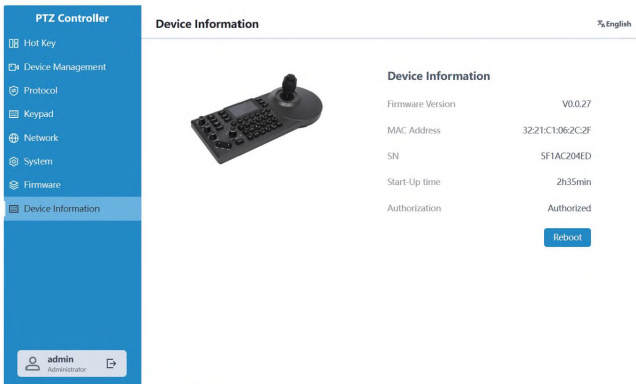 PTZ Controller
Hot Key
Device Management
Protocol
Keypad
Network
System
Firmware
Device Information
admin
Administrator
Device Information
English
Device Information
Firmware Version V0.0.27
MAC Address 32:21:C1:06:2C:2F
SN 5F1AC204ED
Start-Up time 2h35min
Authorization Authorized
Reboot